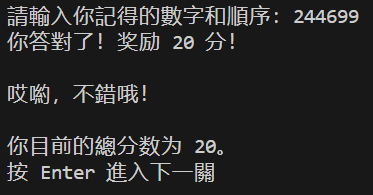 請輸入你記得的數字和順序: 244699
你答對了! 奖励 20 分!
哎喲, 不錯哦!
你目前的總分数为 20。
按 Enter 進入下一關